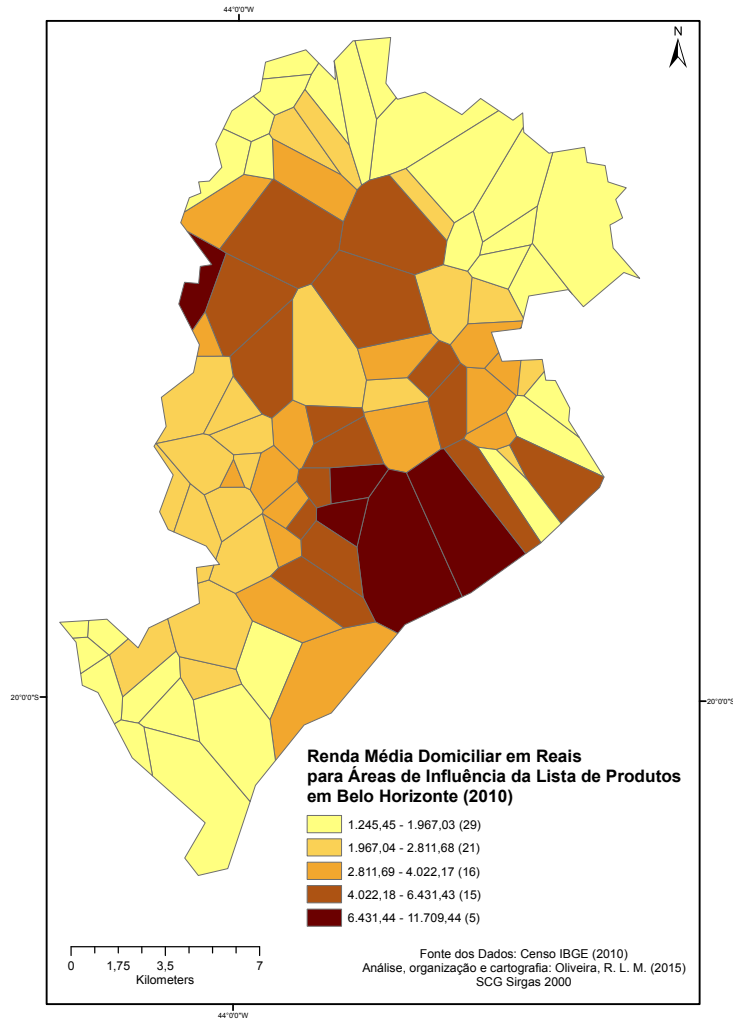 44°0'0"W
N
20°0'0"S
20°0'0"S
Renda Média Domiciliar em Reais
para Áreas de Influência da Lista de Produtos
em Belo Horizonte (2010)
1.245,45 - 1.967,03 (29)
1.967,04 - 2.811,68 (21)
2.811,69 - 4.022,17 (16)
4.022,18 - 6.431,43 (15)
6.431,44 - 11.709,44 (5)
0 1,75 3,5 7
Kilometers
Fonte dos Dados: Censo IBGE (2010)
Análise, organização e cartografia: Oliveira, R. L. M. (2015)
SCG Sirgas 2000
44°0'0"W